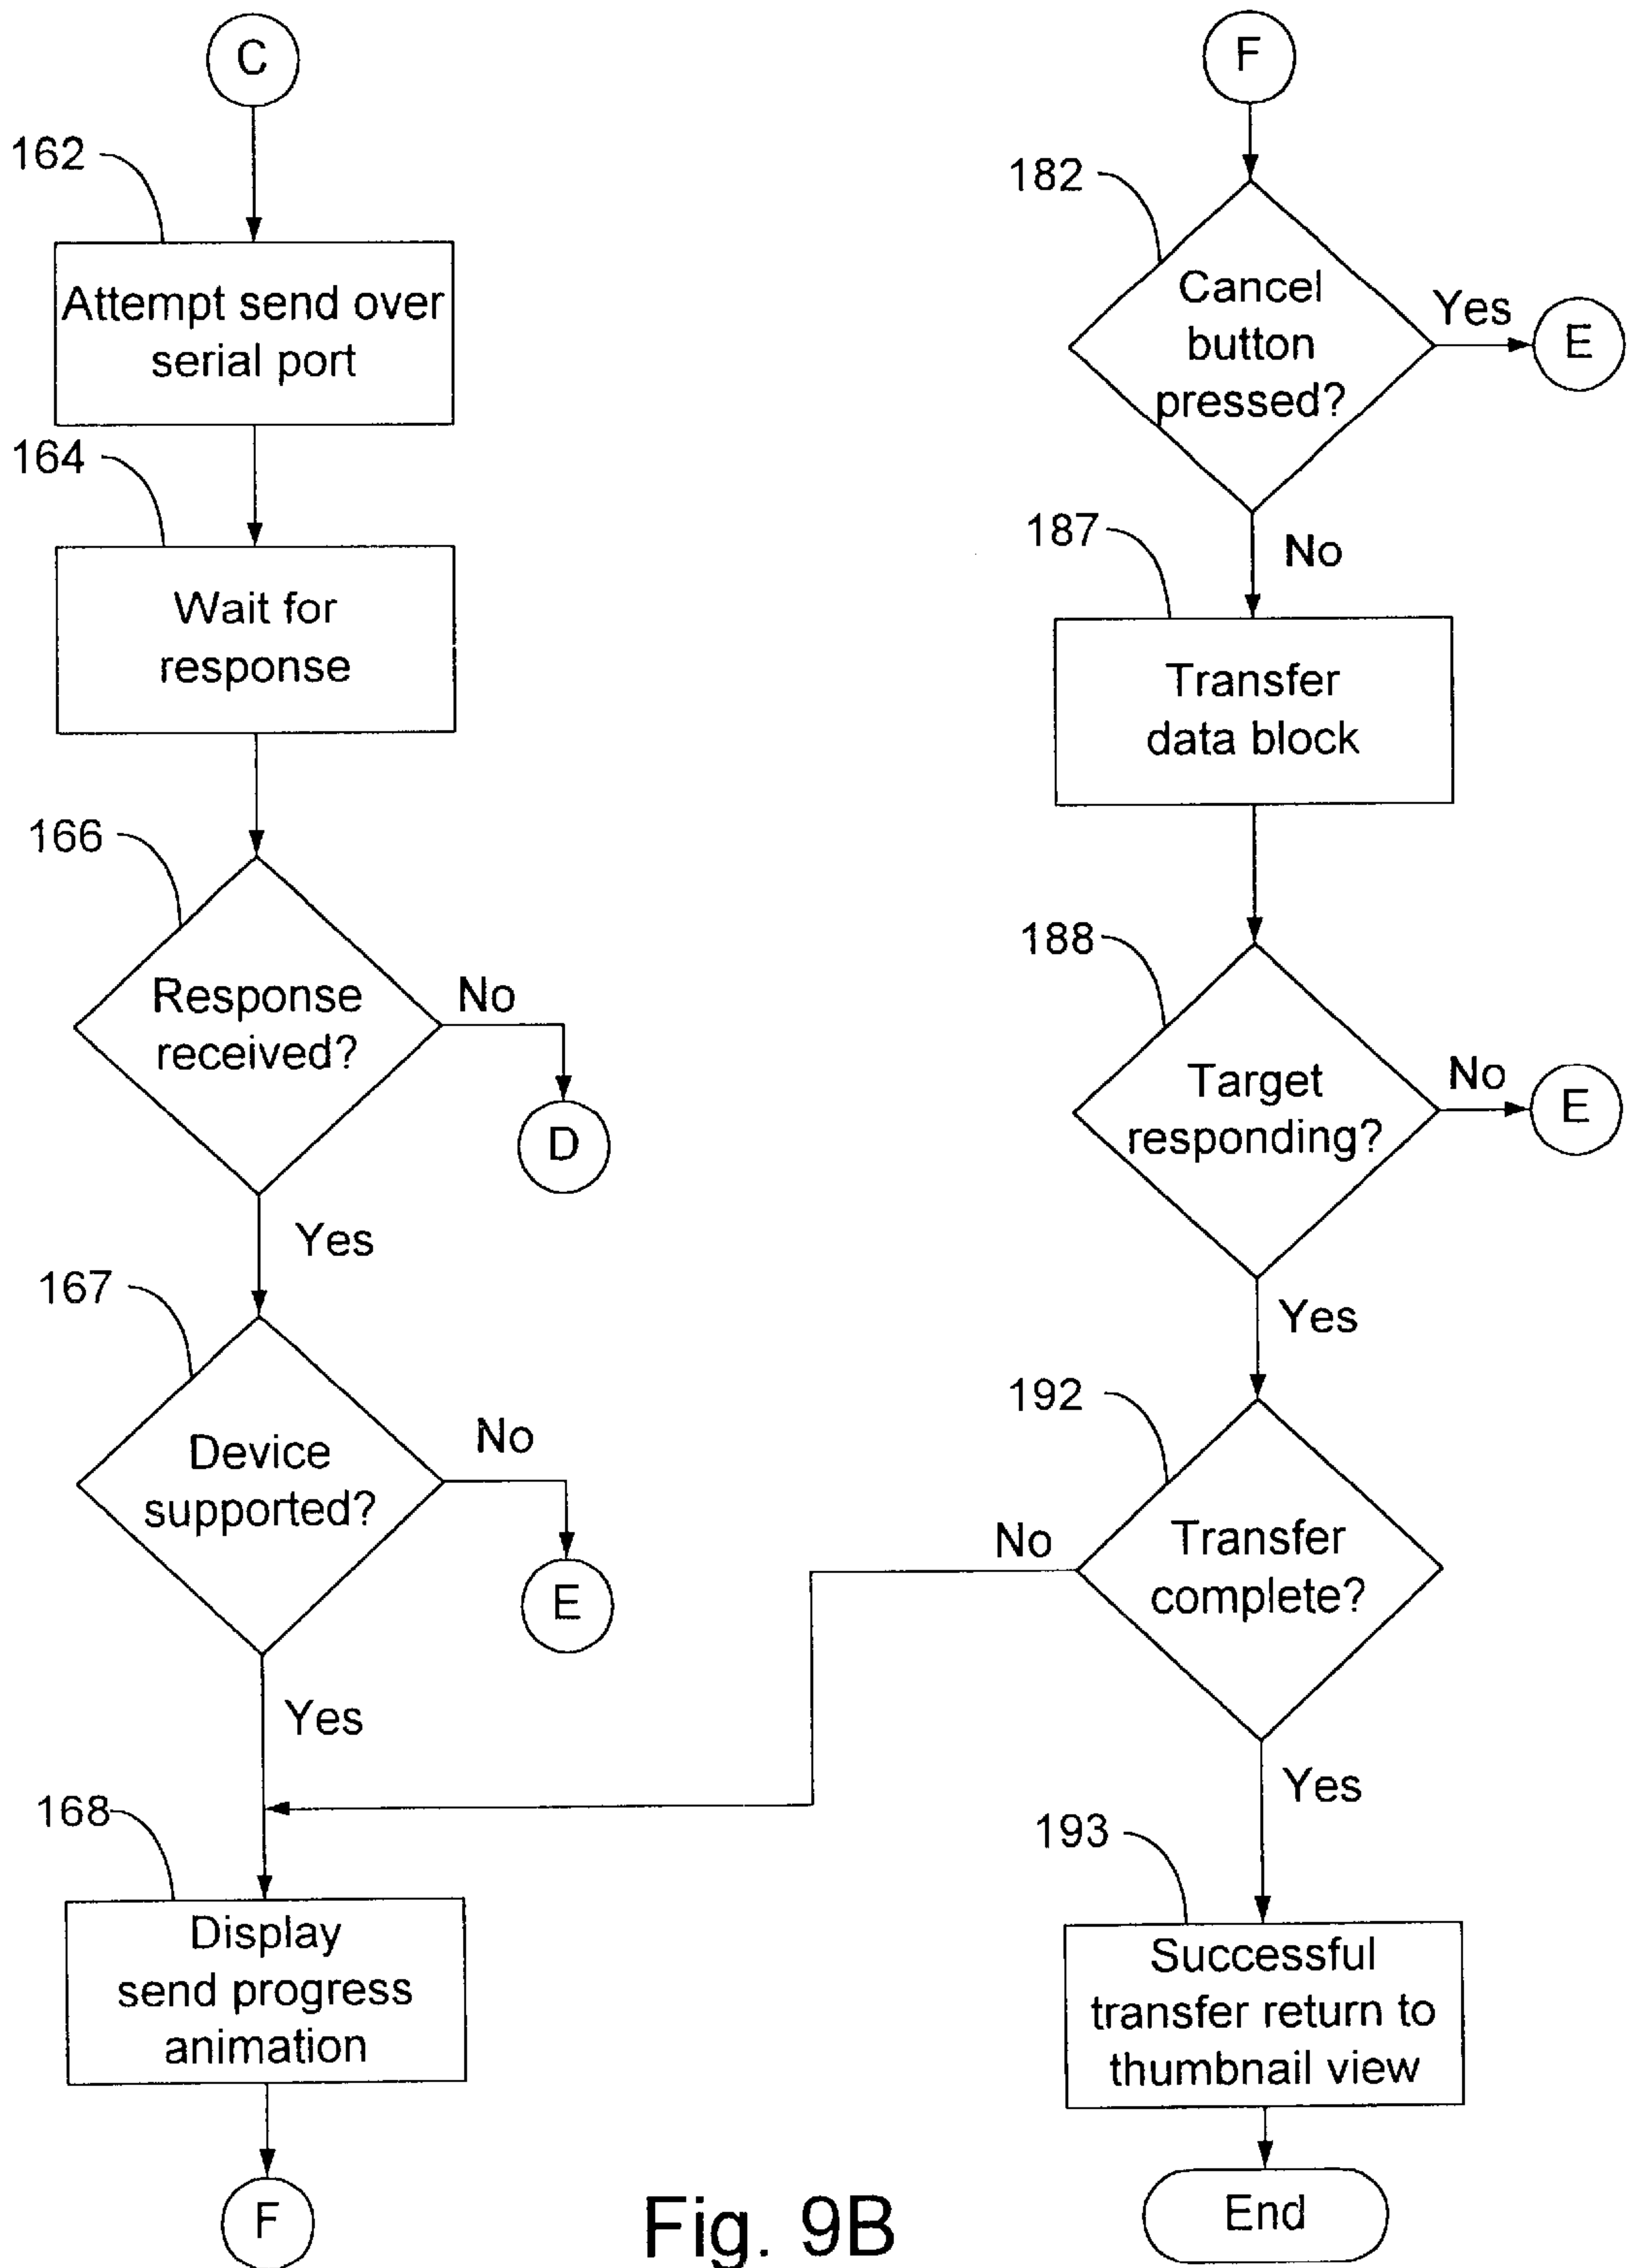 C
162
Attempt send over
serial port
164
Wait for
response
166
Response
received?
No
D
Yes
167
Device
supported?
No
E
Yes
168
Display
send progress
animation
F
F
182
Cancel
button
pressed?
Yes
E
No
187
Transfer
data block
188
Target
responding?
No
E
Yes
192
Transfer
complete?
No
Yes
193
Successful
transfer return to
thumbnail view
End
Fig. 9B